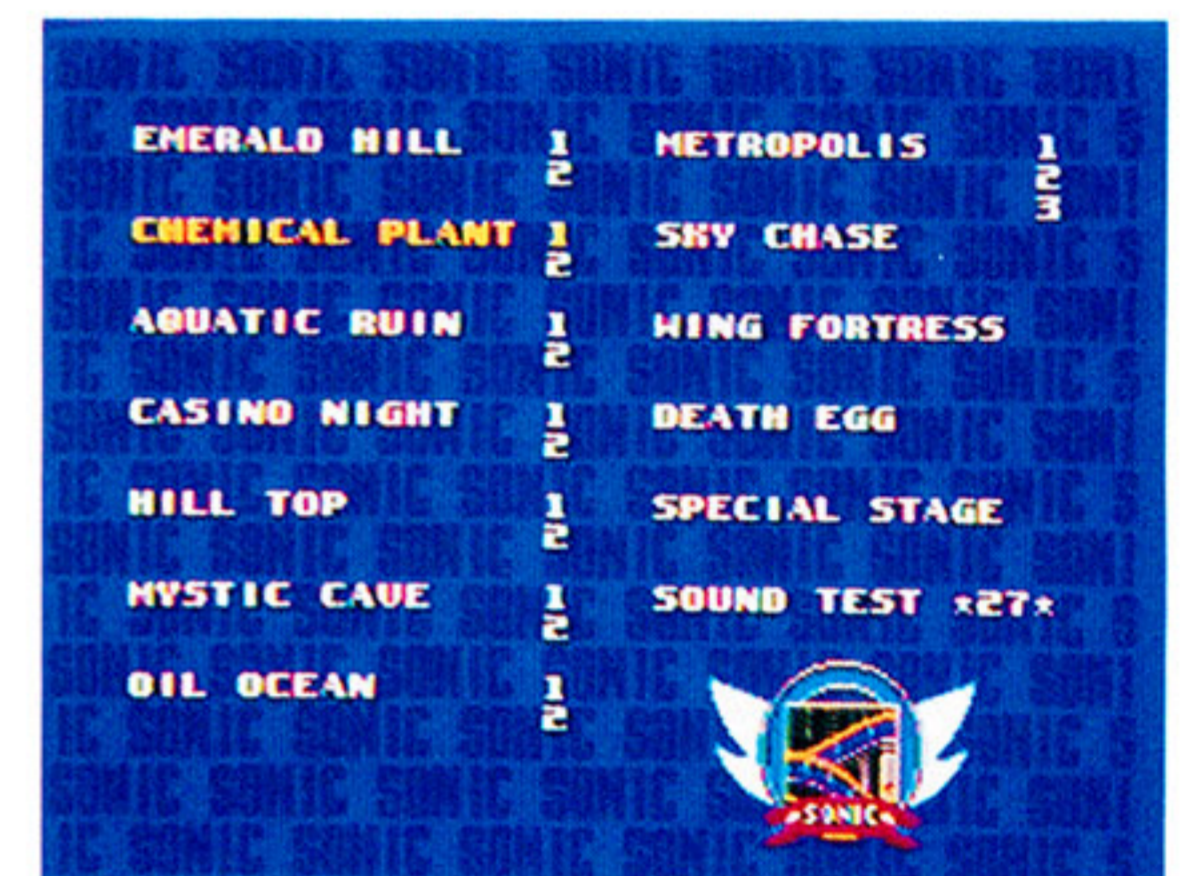 EMERALD HILL 1
2
CHEMICAL PLANT 1
2
AQUATIC RUIN 1
2
CASINO NIGHT 1
2
HILL TOP 1
2
MYSTIC CAVE 1
2
OIL OCEAN 1
2
METROPOLIS 1
2
3
SKY CHASE
WING FORTRESS
DEATH EGG
SPECIAL STAGE
SOUND TEST *27*
SONIC